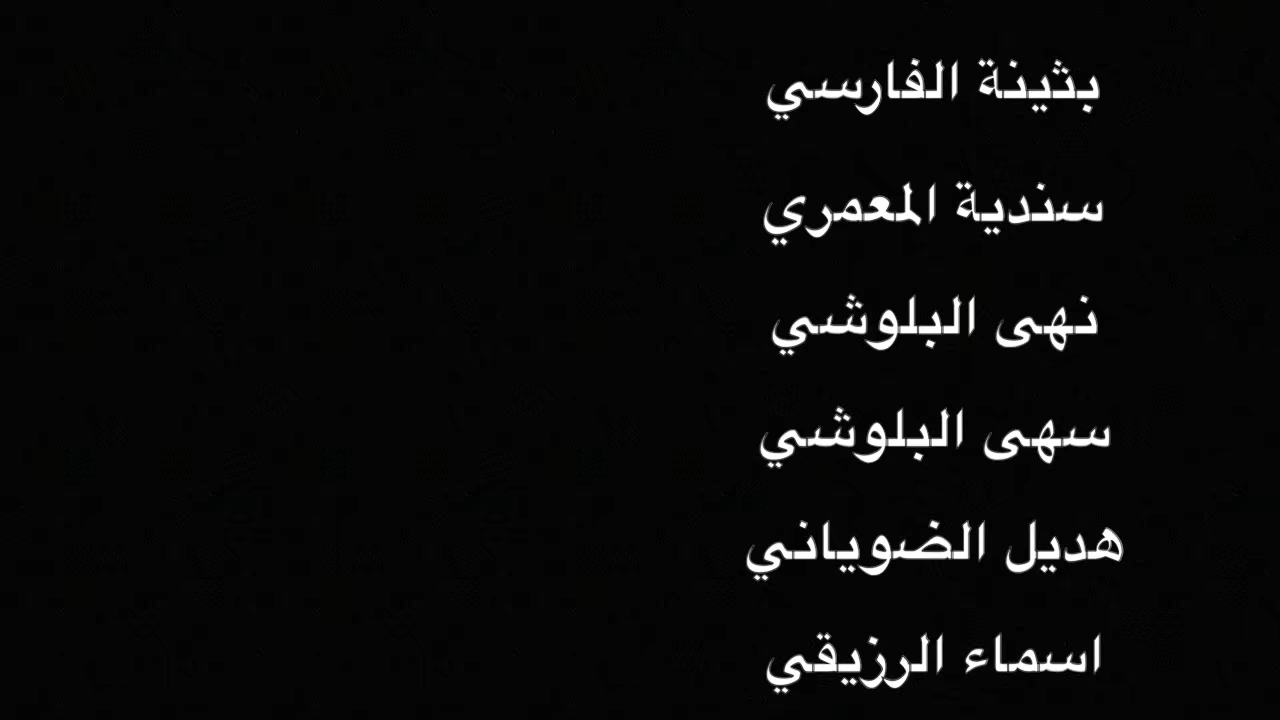 بثينة الفارسي
سندية المعمري
نهى البلوشي
سهى البلوشي
هديل الضوياني
اسماء الرزيقي